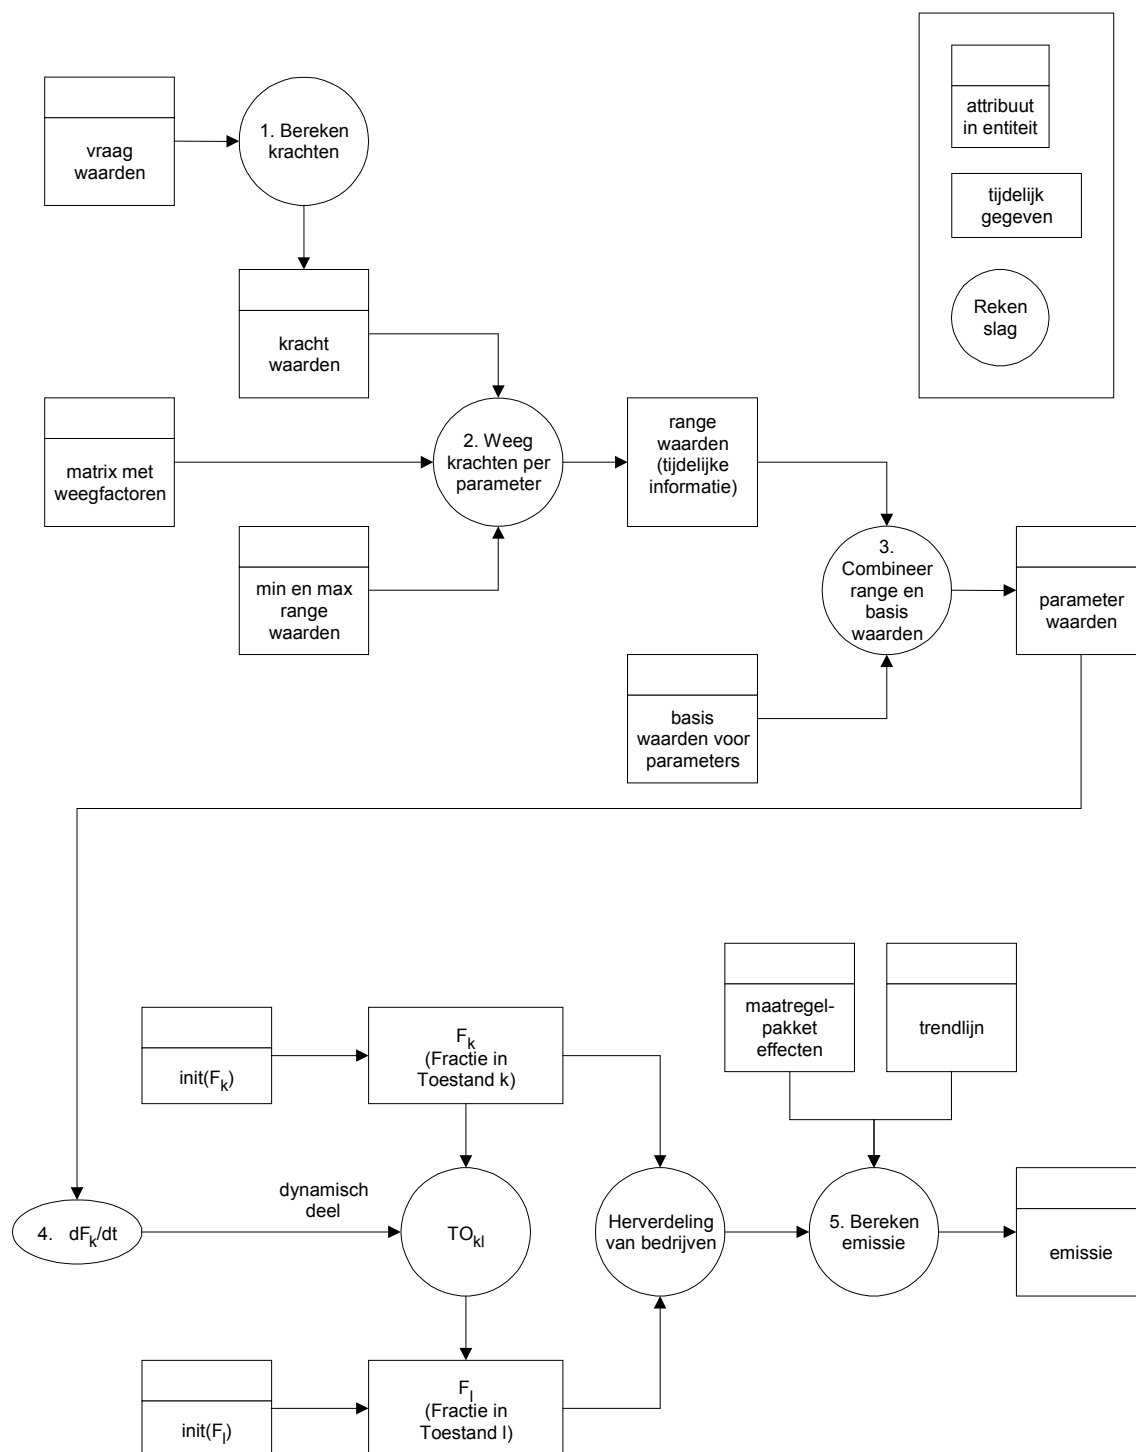 attribuut
in entiteit
tijdelijk
gegeven
Reken
slag
vraag
waarden
1. Bereken
krachten
kracht
waarden
matrix met
weegfactoren
2. Weeg
krachten per
parameter
range
waarden
(tijdelijke
informatie)
min en max
range
waarden
3.
Combineer
range en
basis
waarden
parameter
waarden
basis
waarden voor
parameters
maatregel-
pakket
effecten
trendlijn
init(Fk)
Fk
(Fractie in
Toestand k)
4. dFk/dt
dynamisch
deel
TOkl
Herverdeling
van bedrijven
5. Bereken
emissie
emissie
init(Fl)
Fl
(Fractie in
Toestand l)